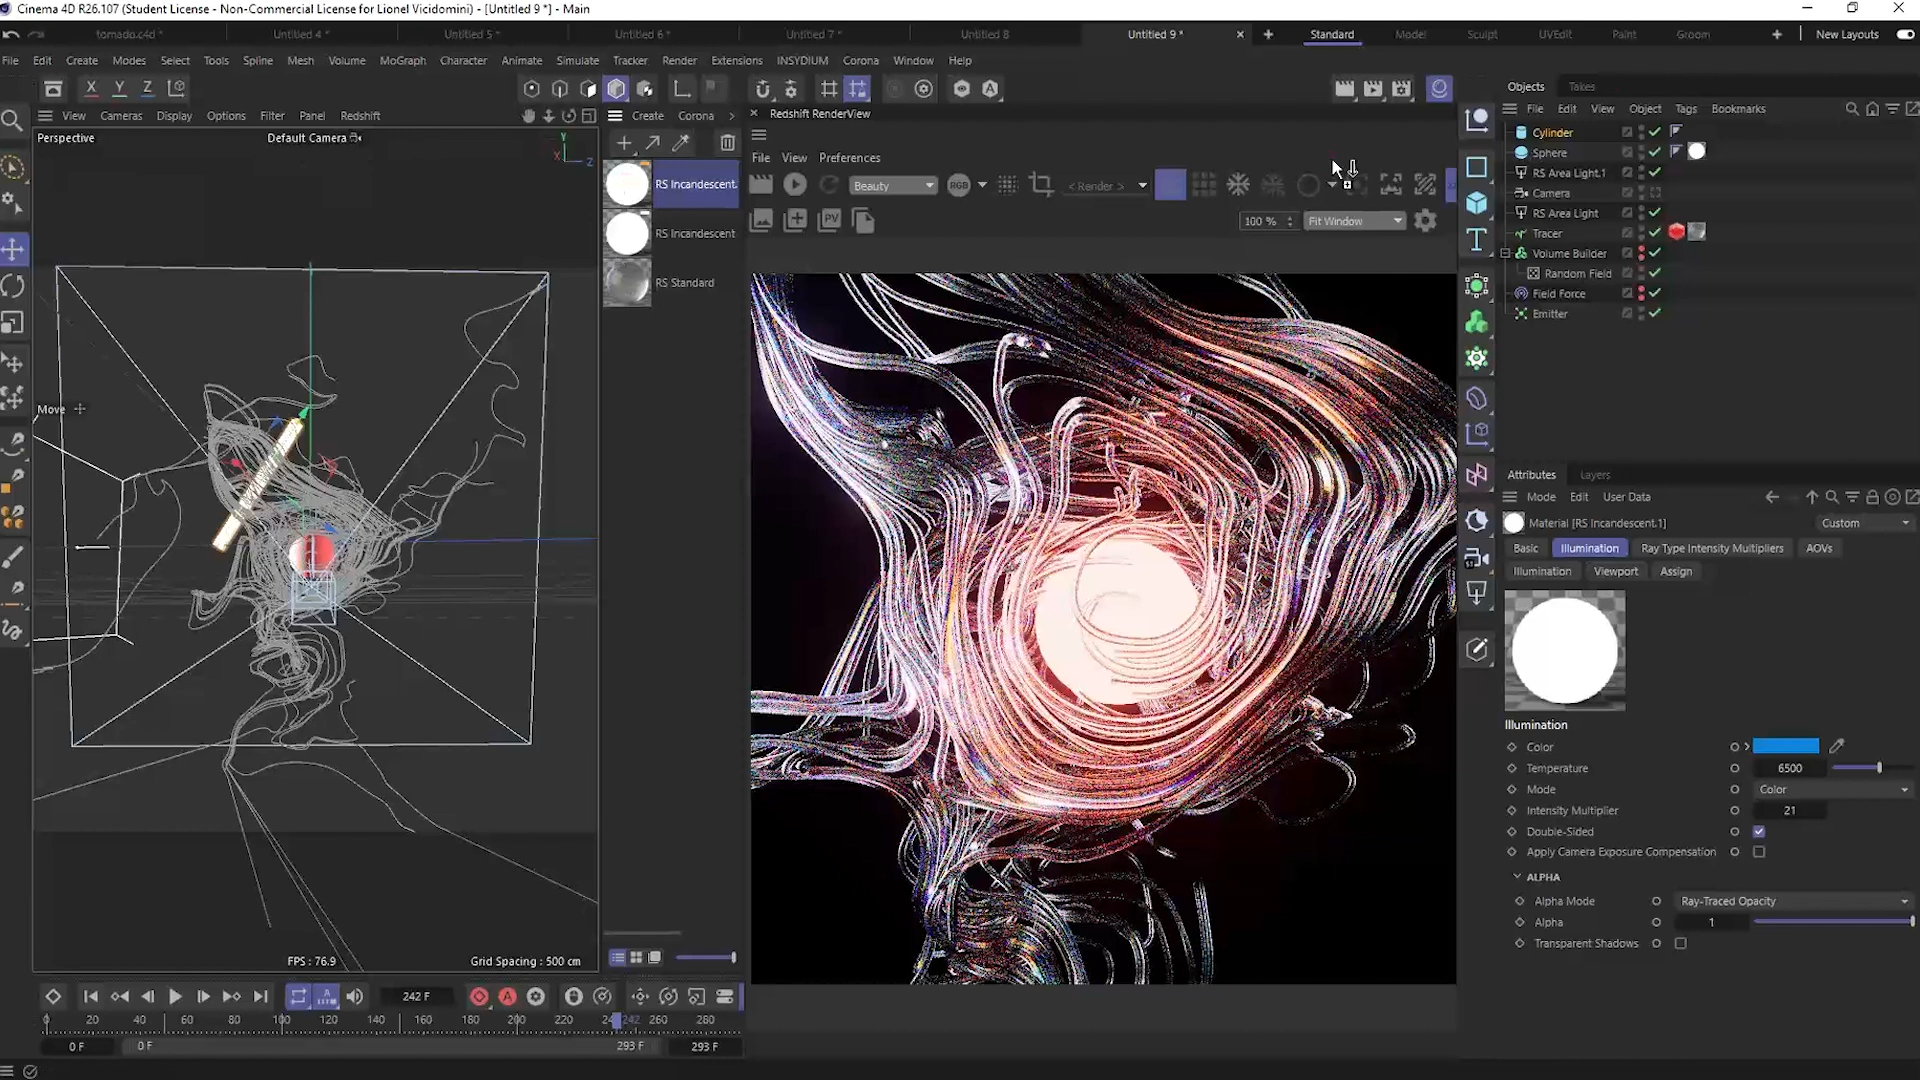 Cinema 4D R26.107 (Student License - Non-Commercial License for Lionel Vicidomini) - [Untitled 9 *] - Main
tornado.c4d *
Untitled 4 *
Untitled 5 *
Untitled 6 *
Untitled 7 *
Untitled 8
Untitled 9 *
Standard
Model
Sculpt
UVEdit
Paint
Groom
New Layouts
File Edit Create Modes Select Tools Spline Mesh Volume MoGraph Character Animate Simulate Tracker Render Extensions INSYDIUM Corona Window Help
X Y Z
View Cameras Display Options Filter Panel Redshift
Perspective
Default Camera
Y
X
Z
Move
FPS : 76.9
Grid Spacing : 500 cm
Create Corona
RS Incandescent.
RS Incandescent
RS Standard
Redshift RenderView
File View Preferences
Beauty
RGB
< Render >
PV
100 %
Fit Window
Objects
Takes
File Edit View Object Tags Bookmarks
Cylinder
Sphere
RS Area Light.1
Camera
RS Area Light
Tracer
Volume Builder
Random Field
Field Force
Emitter
Attributes
Layers
Mode Edit User Data
Material [RS Incandescent.1]
Custom
Basic
Illumination
Ray Type Intensity Multipliers
AOVs
Illumination
Viewport
Assign
Illumination
Color
Temperature 6500
Mode Color
Intensity Multiplier 21
Double-Sided
Apply Camera Exposure Compensation
ALPHA
Alpha Mode Ray-Traced Opacity
Alpha 1
Transparent Shadows
242 F
0 20 40 60 80 100 120 140 160 180 200 220 242 260 280
0 F
0 F
293 F
293 F